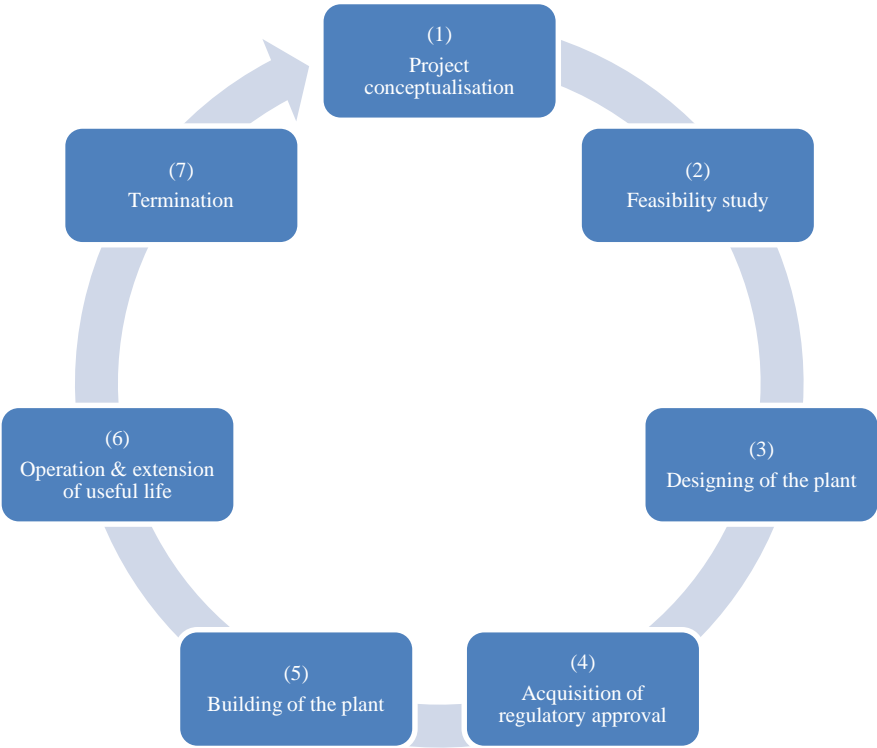 (1)
Project
conceptualisation
(2)
Feasibility study
(3)
Designing of the plant
(4)
Acquisition of
regulatory approval
(5)
Building of the plant
(6)
Operation & extension
of useful life
(7)
Termination